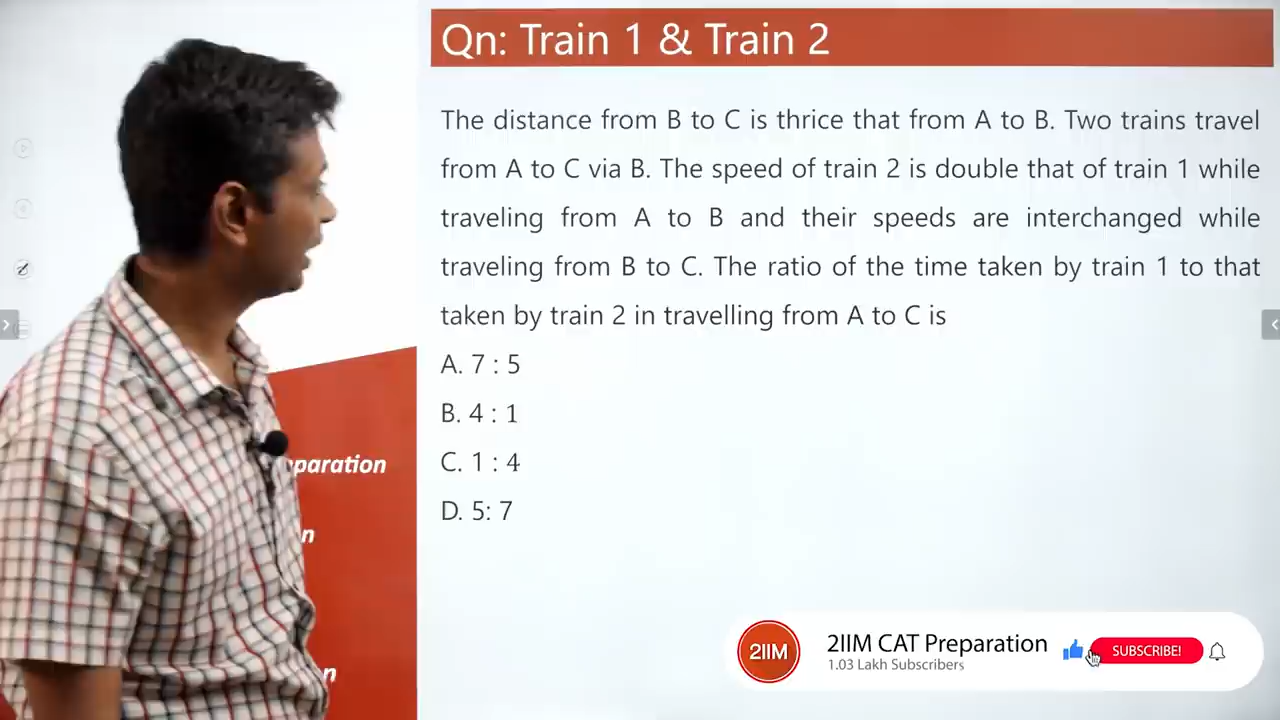 Qn: Train 1 & Train 2
The distance from B to C is thrice that from A to B. Two trains travel
from A to C via B. The speed of train 2 is double that of train 1 while
traveling from A to B and their speeds are interchanged while
traveling from B to C. The ratio of the time taken by train 1 to that
taken by train 2 in travelling from A to C is
A. 7 : 5
B. 4 : 1
C. 1 : 4
D. 5: 7
paration
n
n
2IIM
2IIM CAT Preparation
1.03 Lakh Subscribers
SUBSCRIBE!